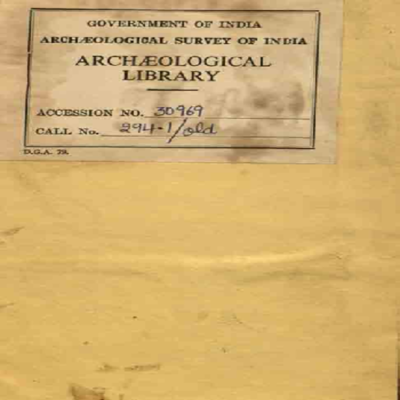 GOVERNMENT OF INDIA
ARCHÆOLOGICAL SURVEY OF INDIA
ARCHÆOLOGICAL
LIBRARY
ACCESSION NO. 30969
CALL No. 294-1/old
D.G.A. 79.